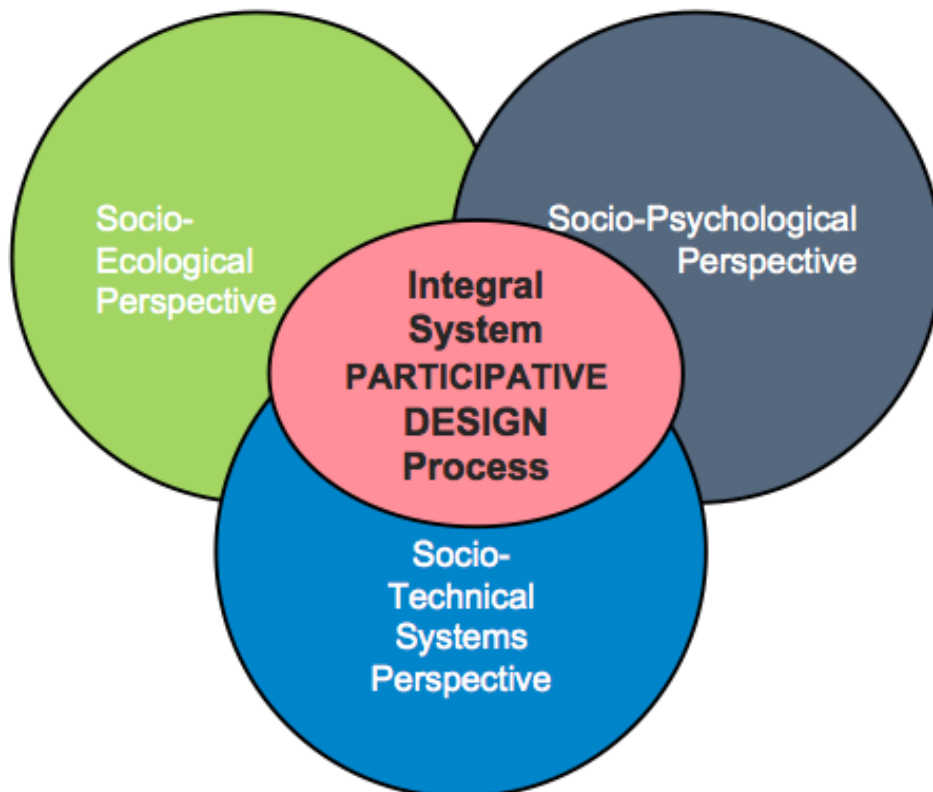 Socio-
Ecological
Perspective
Socio-Psychological
Perspective
Integral
System
PARTICIPATIVE
DESIGN
Process
Socio-
Technical
Systems
Perspective